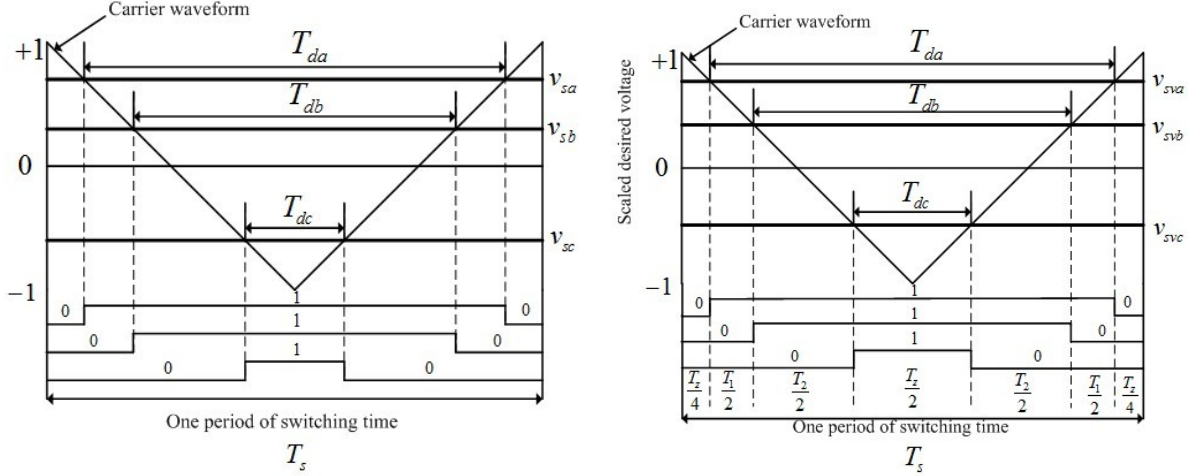 Carrier waveform
+1
T_da
v_sa
T_db
v_sb
0
T_dc
v_sc
−1
1
0
0
1
0
0
1
0
0
One period of switching time
T_s
Carrier waveform
Scaled desired voltage
+1
T_da
v_sva
T_db
v_svb
0
T_dc
v_svc
−1
1
0
0
1
0
0
1
0
0
T_z/4 T_1/2 T_2/2 T_z/2 T_2/2 T_1/2 T_z/4
One period of switching time
T_s